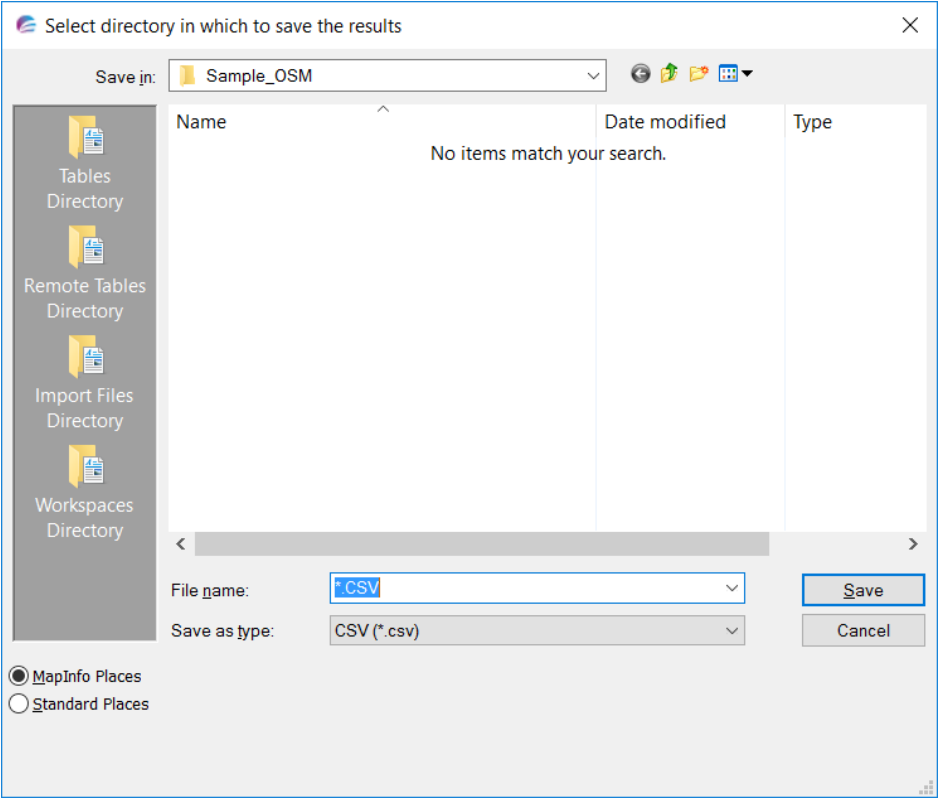 Select directory in which to save the results
Save in:
Sample_OSM
Name
Date modified
Type
No items match your search.
Tables
Directory
Remote Tables
Directory
Import Files
Directory
Workspaces
Directory
File name:
*.CSV
Save
Save as type:
CSV (*.csv)
Cancel
MapInfo Places
Standard Places